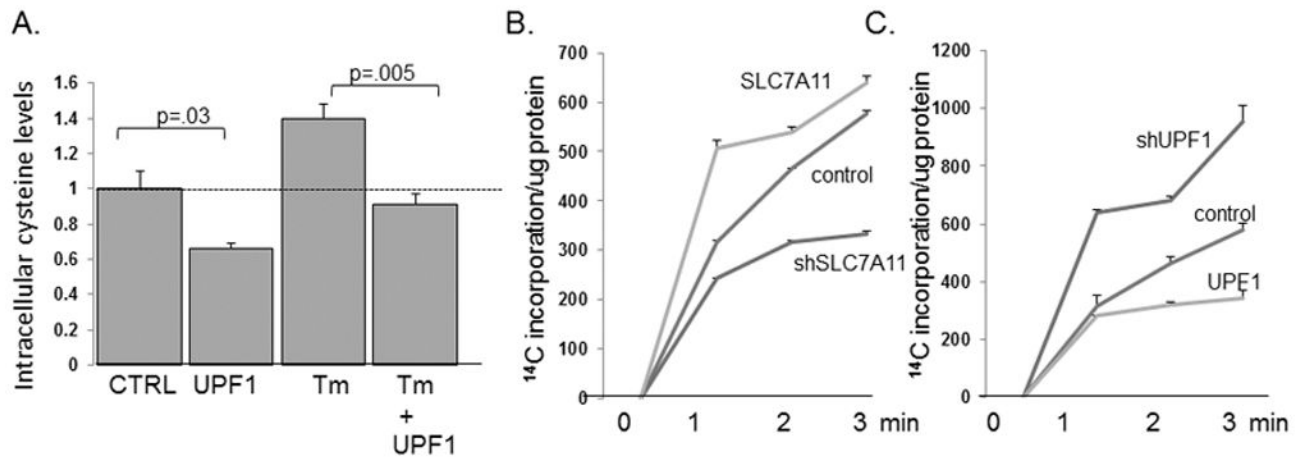 A.
Intracellular cysteine levels
1.6
1.4
1.2
1
0.8
0.6
0.4
0.2
0
p=.03
p=.005
CTRL UPF1 Tm Tm
+
UPF1
B.
14C incorporation/ug protein
700
600
500
400
300
200
100
0
SLC7A11
control
shSLC7A11
0 1 2 3 min
C.
14C incorporation/ug protein
1200
1000
800
600
400
200
0
shUPF1
control
UPF1
0 1 2 3 min